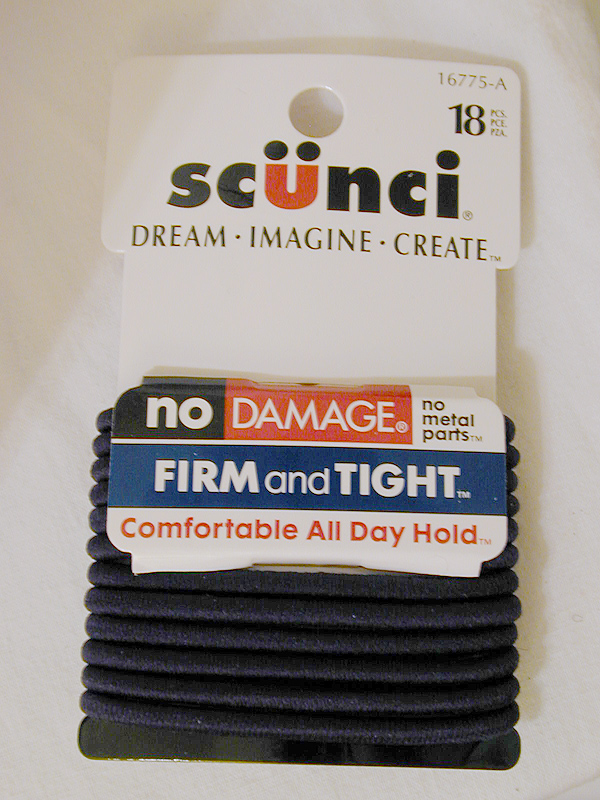 16775-A
18 PCS.
PCE.
PZA.
scünci®
DREAM · IMAGINE · CREATE™
no DAMAGE® no
metal
parts™
FIRM and TIGHT™
Comfortable All Day Hold™